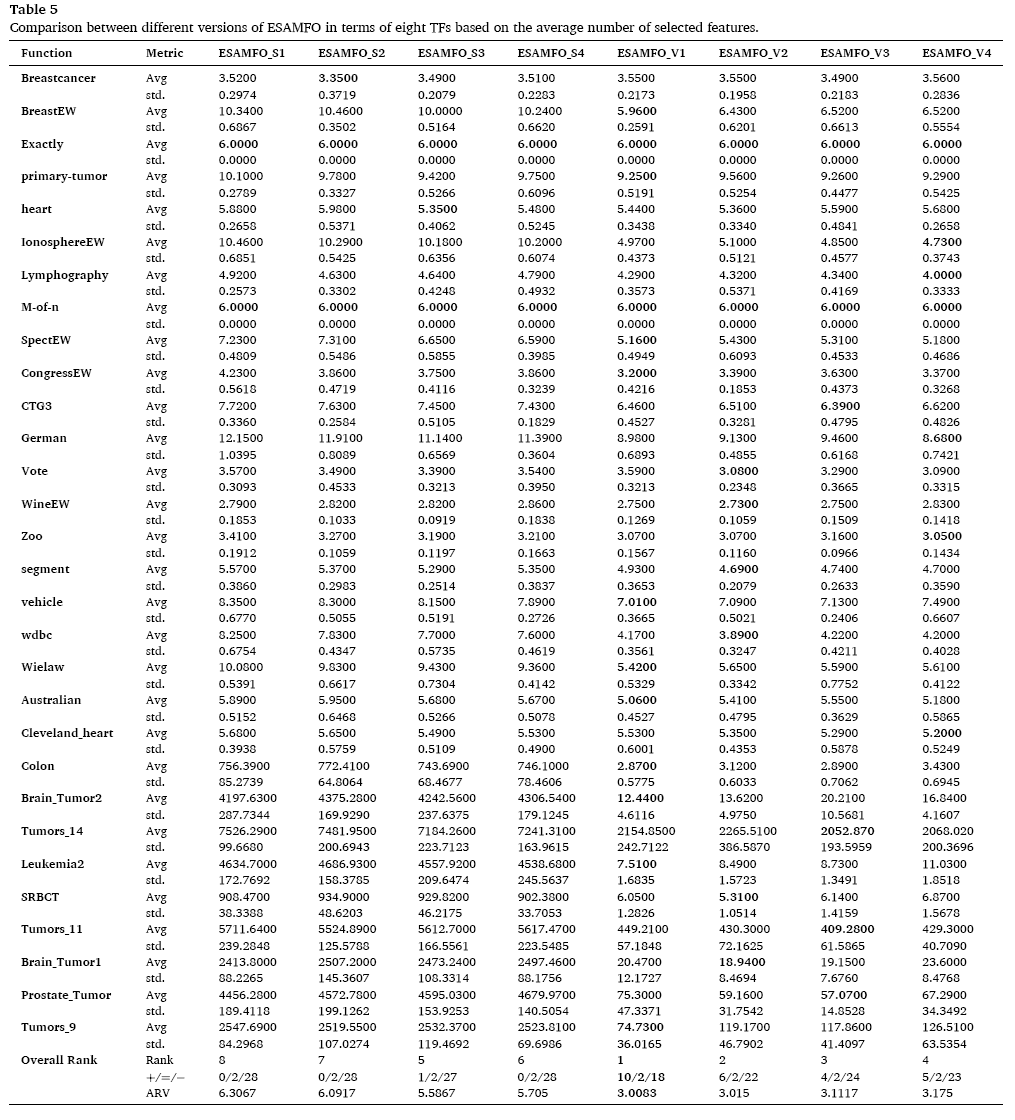 Table 5
Comparison between different versions of ESAMFO in terms of eight TFs based on the average number of selected features.
Function Metric ESAMFO_S1 ESAMFO_S2 ESAMFO_S3 ESAMFO_S4 ESAMFO_V1 ESAMFO_V2 ESAMFO_V3 ESAMFO_V4
Breastcancer Avg 3.5200 3.3500 3.4900 3.5100 3.5500 3.5500 3.4900 3.5600
std. 0.2974 0.3719 0.2079 0.2283 0.2173 0.1958 0.2183 0.2836
BreastEW Avg 10.3400 10.4600 10.0000 10.2400 5.9600 6.4300 6.5200 6.5200
std. 0.6867 0.3502 0.5164 0.6620 0.2591 0.6201 0.6613 0.5554
Exactly Avg 6.0000 6.0000 6.0000 6.0000 6.0000 6.0000 6.0000 6.0000
std. 0.0000 0.0000 0.0000 0.0000 0.0000 0.0000 0.0000 0.0000
primary-tumor Avg 10.1000 9.7800 9.4200 9.7500 9.2500 9.5600 9.2600 9.2900
std. 0.2789 0.3327 0.5266 0.6096 0.5191 0.5254 0.4477 0.5425
heart Avg 5.8800 5.9800 5.3500 5.4800 5.4400 5.3600 5.5900 5.6800
std. 0.2658 0.5371 0.4062 0.5245 0.3438 0.3340 0.4841 0.2658
IonosphereEW Avg 10.4600 10.2900 10.1800 10.2000 4.9700 5.1000 4.8500 4.7300
std. 0.6851 0.5425 0.6356 0.6074 0.4373 0.5121 0.4577 0.3743
Lymphography Avg 4.9200 4.6300 4.6400 4.7900 4.2900 4.3200 4.3400 4.0000
std. 0.2573 0.3302 0.4248 0.4932 0.3573 0.5371 0.4169 0.3333
M-of-n Avg 6.0000 6.0000 6.0000 6.0000 6.0000 6.0000 6.0000 6.0000
std. 0.0000 0.0000 0.0000 0.0000 0.0000 0.0000 0.0000 0.0000
SpectEW Avg 7.2300 7.3100 6.6500 6.5900 5.1600 5.4300 5.3100 5.1800
std. 0.4809 0.5486 0.5855 0.3985 0.4949 0.6093 0.4533 0.4686
CongressEW Avg 4.2300 3.8600 3.7500 3.8600 3.2000 3.3900 3.6300 3.3700
std. 0.5618 0.4719 0.4116 0.3239 0.4216 0.1853 0.4373 0.3268
CTG3 Avg 7.7200 7.6300 7.4500 7.4300 6.4600 6.5100 6.3900 6.6200
std. 0.3360 0.2584 0.5105 0.1829 0.4527 0.3281 0.4795 0.4826
German Avg 12.1500 11.9100 11.1400 11.3900 8.9800 9.1300 9.4600 8.6800
std. 1.0395 0.8089 0.6569 0.3604 0.6893 0.4855 0.6168 0.7421
Vote Avg 3.5700 3.4900 3.3900 3.5400 3.5900 3.0800 3.2900 3.0900
std. 0.3093 0.4533 0.3213 0.3950 0.3213 0.2348 0.3665 0.3315
WineEW Avg 2.7900 2.8200 2.8200 2.8600 2.7500 2.7300 2.7500 2.8300
std. 0.1853 0.1033 0.0919 0.1838 0.1269 0.1059 0.1509 0.1418
Zoo Avg 3.4100 3.2700 3.1900 3.2100 3.0700 3.0700 3.1600 3.0500
std. 0.1912 0.1059 0.1197 0.1663 0.1567 0.1160 0.0966 0.1434
segment Avg 5.5700 5.3700 5.2900 5.3500 4.9300 4.6900 4.7400 4.7000
std. 0.3860 0.2983 0.2514 0.3837 0.3653 0.2079 0.2633 0.3590
vehicle Avg 8.3500 8.3000 8.1500 7.8900 7.0100 7.0900 7.1300 7.4900
std. 0.6770 0.5055 0.5191 0.2726 0.3665 0.5021 0.2406 0.6607
wdbc Avg 8.2500 7.8300 7.7000 7.6000 4.1700 3.8900 4.2200 4.2000
std. 0.6754 0.4347 0.5735 0.4619 0.3561 0.3247 0.4211 0.4028
Wielaw Avg 10.0800 9.8300 9.4300 9.3600 5.4200 5.6500 5.5900 5.6100
std. 0.5391 0.6617 0.7304 0.4142 0.5329 0.3342 0.7752 0.4122
Australian Avg 5.8900 5.9500 5.6800 5.6700 5.0600 5.4100 5.5500 5.1800
std. 0.5152 0.6468 0.5266 0.5078 0.4527 0.4795 0.3629 0.5865
Cleveland_heart Avg 5.6800 5.6500 5.4900 5.5300 5.5300 5.3500 5.2900 5.2000
std. 0.3938 0.5759 0.5109 0.4900 0.6001 0.4353 0.5878 0.5249
Colon Avg 756.3900 772.4100 743.6900 746.1000 2.8700 3.1200 2.8900 3.4300
std. 85.2739 64.8064 68.4677 78.4606 0.5775 0.6033 0.7062 0.6945
Brain_Tumor2 Avg 4197.6300 4375.2800 4242.5600 4306.5400 12.4400 13.6200 20.2100 16.8400
std. 287.7344 169.9290 237.6375 179.1245 4.6116 4.9750 10.5681 4.1607
Tumors_14 Avg 7526.2900 7481.9500 7184.2600 7241.3100 2154.8500 2265.5100 2052.870 2068.020
std. 99.6680 200.6943 223.7123 163.9615 242.7122 386.5870 193.5959 200.3696
Leukemia2 Avg 4634.7000 4686.9300 4557.9200 4538.6800 7.5100 8.4900 8.7300 11.0300
std. 172.7692 158.3785 209.6474 245.5637 1.6835 1.5723 1.3491 1.8518
SRBCT Avg 908.4700 934.9000 929.8200 902.3800 6.0500 5.3100 6.1400 6.8700
std. 38.3388 48.6203 46.2175 33.7053 1.2826 1.0514 1.4159 1.5678
Tumors_11 Avg 5711.6400 5524.8900 5612.7000 5617.4700 449.2100 430.3000 409.2800 429.3000
std. 239.2848 125.5788 166.5561 223.5485 57.1848 72.1625 61.5865 40.7090
Brain_Tumor1 Avg 2413.8000 2507.2000 2473.2400 2497.4600 20.4700 18.9400 19.1500 23.6000
std. 88.2265 145.3607 108.3314 88.1756 12.1727 8.4694 7.6760 8.4768
Prostate_Tumor Avg 4456.2800 4572.7800 4595.0300 4679.9700 75.3000 59.1600 57.0700 67.2900
std. 189.4118 199.1262 153.9253 140.5054 47.3371 31.7542 14.8528 34.3492
Tumors_9 Avg 2547.6900 2519.5500 2532.3700 2523.8100 74.7300 119.1700 117.8600 126.5100
std. 84.2968 107.0274 119.4692 69.6986 36.0165 46.7902 41.4097 63.5354
Overall Rank Rank 8 7 5 6 1 2 3 4
+/=/− 0/2/28 0/2/28 1/2/27 0/2/28 10/2/18 6/2/22 4/2/24 5/2/23
ARV 6.3067 6.0917 5.5867 5.705 3.0083 3.015 3.1117 3.175